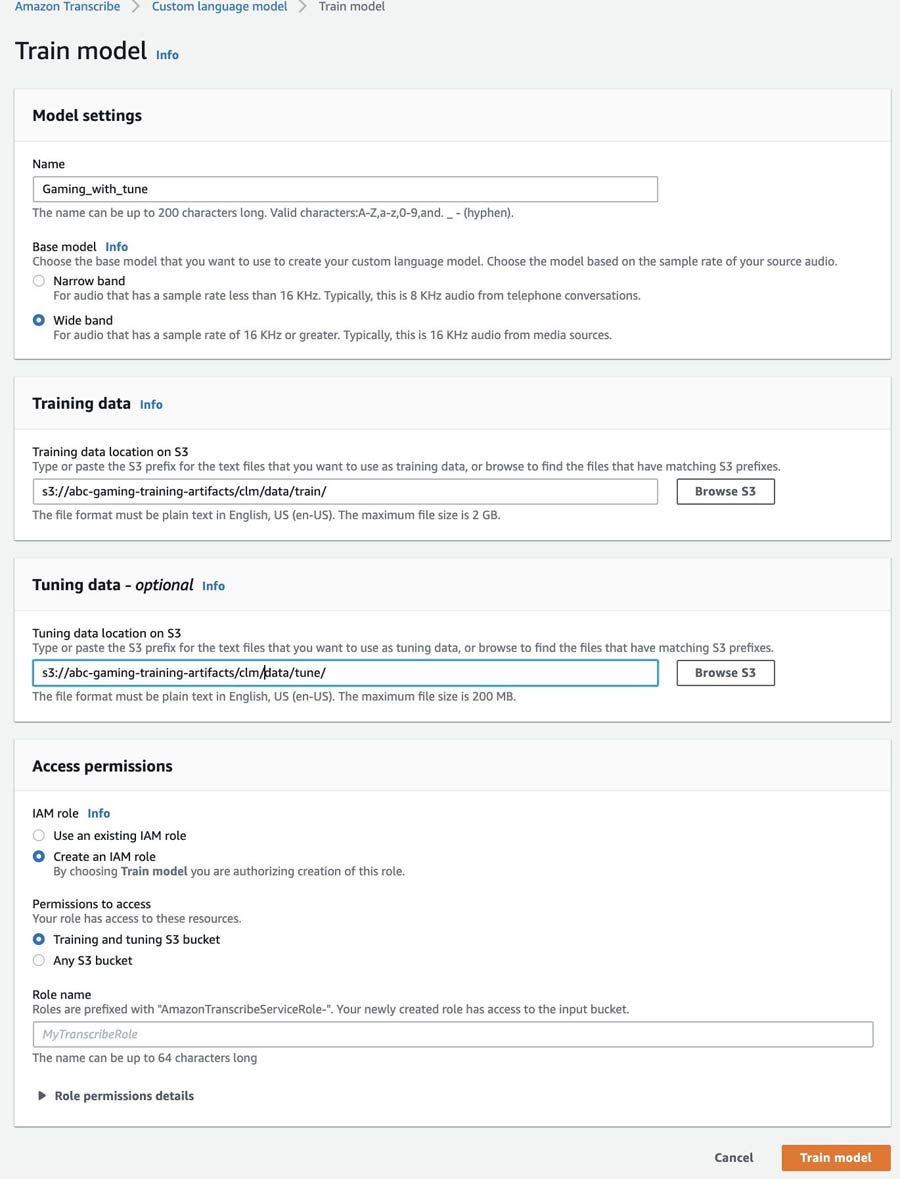 Amazon Transcribe > Custom language model > Train model
Train model Info
Model settings
Name
Gaming_with_tune
The name can be up to 200 characters long. Valid characters:A-Z,a-z,0-9,and. _ - (hyphen).
Base model Info
Choose the base model that you want to use to create your custom language model. Choose the model based on the sample rate of your source audio.
Narrow band
For audio that has a sample rate less than 16 KHz. Typically, this is 8 KHz audio from telephone conversations.
Wide band
For audio that has a sample rate of 16 KHz or greater. Typically, this is 16 KHz audio from media sources.
Training data Info
Training data location on S3
Type or paste the S3 prefix for the text files that you want to use as training data, or browse to find the files that have matching S3 prefixes.
s3://abc-gaming-training-artifacts/clm/data/train/ Browse S3
The file format must be plain text in English, US (en-US). The maximum file size is 2 GB.
Tuning data - optional Info
Tuning data location on S3
Type or paste the S3 prefix for the text files that you want to use as tuning data, or browse to find the files that have matching S3 prefixes.
s3://abc-gaming-training-artifacts/clm/data/tune/ Browse S3
The file format must be plain text in English, US (en-US). The maximum file size is 200 MB.
Access permissions
IAM role Info
Use an existing IAM role
Create an IAM role
By choosing Train model you are authorizing creation of this role.
Permissions to access
Your role has access to these resources.
Training and tuning S3 bucket
Any S3 bucket
Role name
Roles are prefixed with "AmazonTranscribeServiceRole-". Your newly created role has access to the input bucket.
MyTranscribeRole
The name can be up to 64 characters long
Role permissions details
Cancel Train model